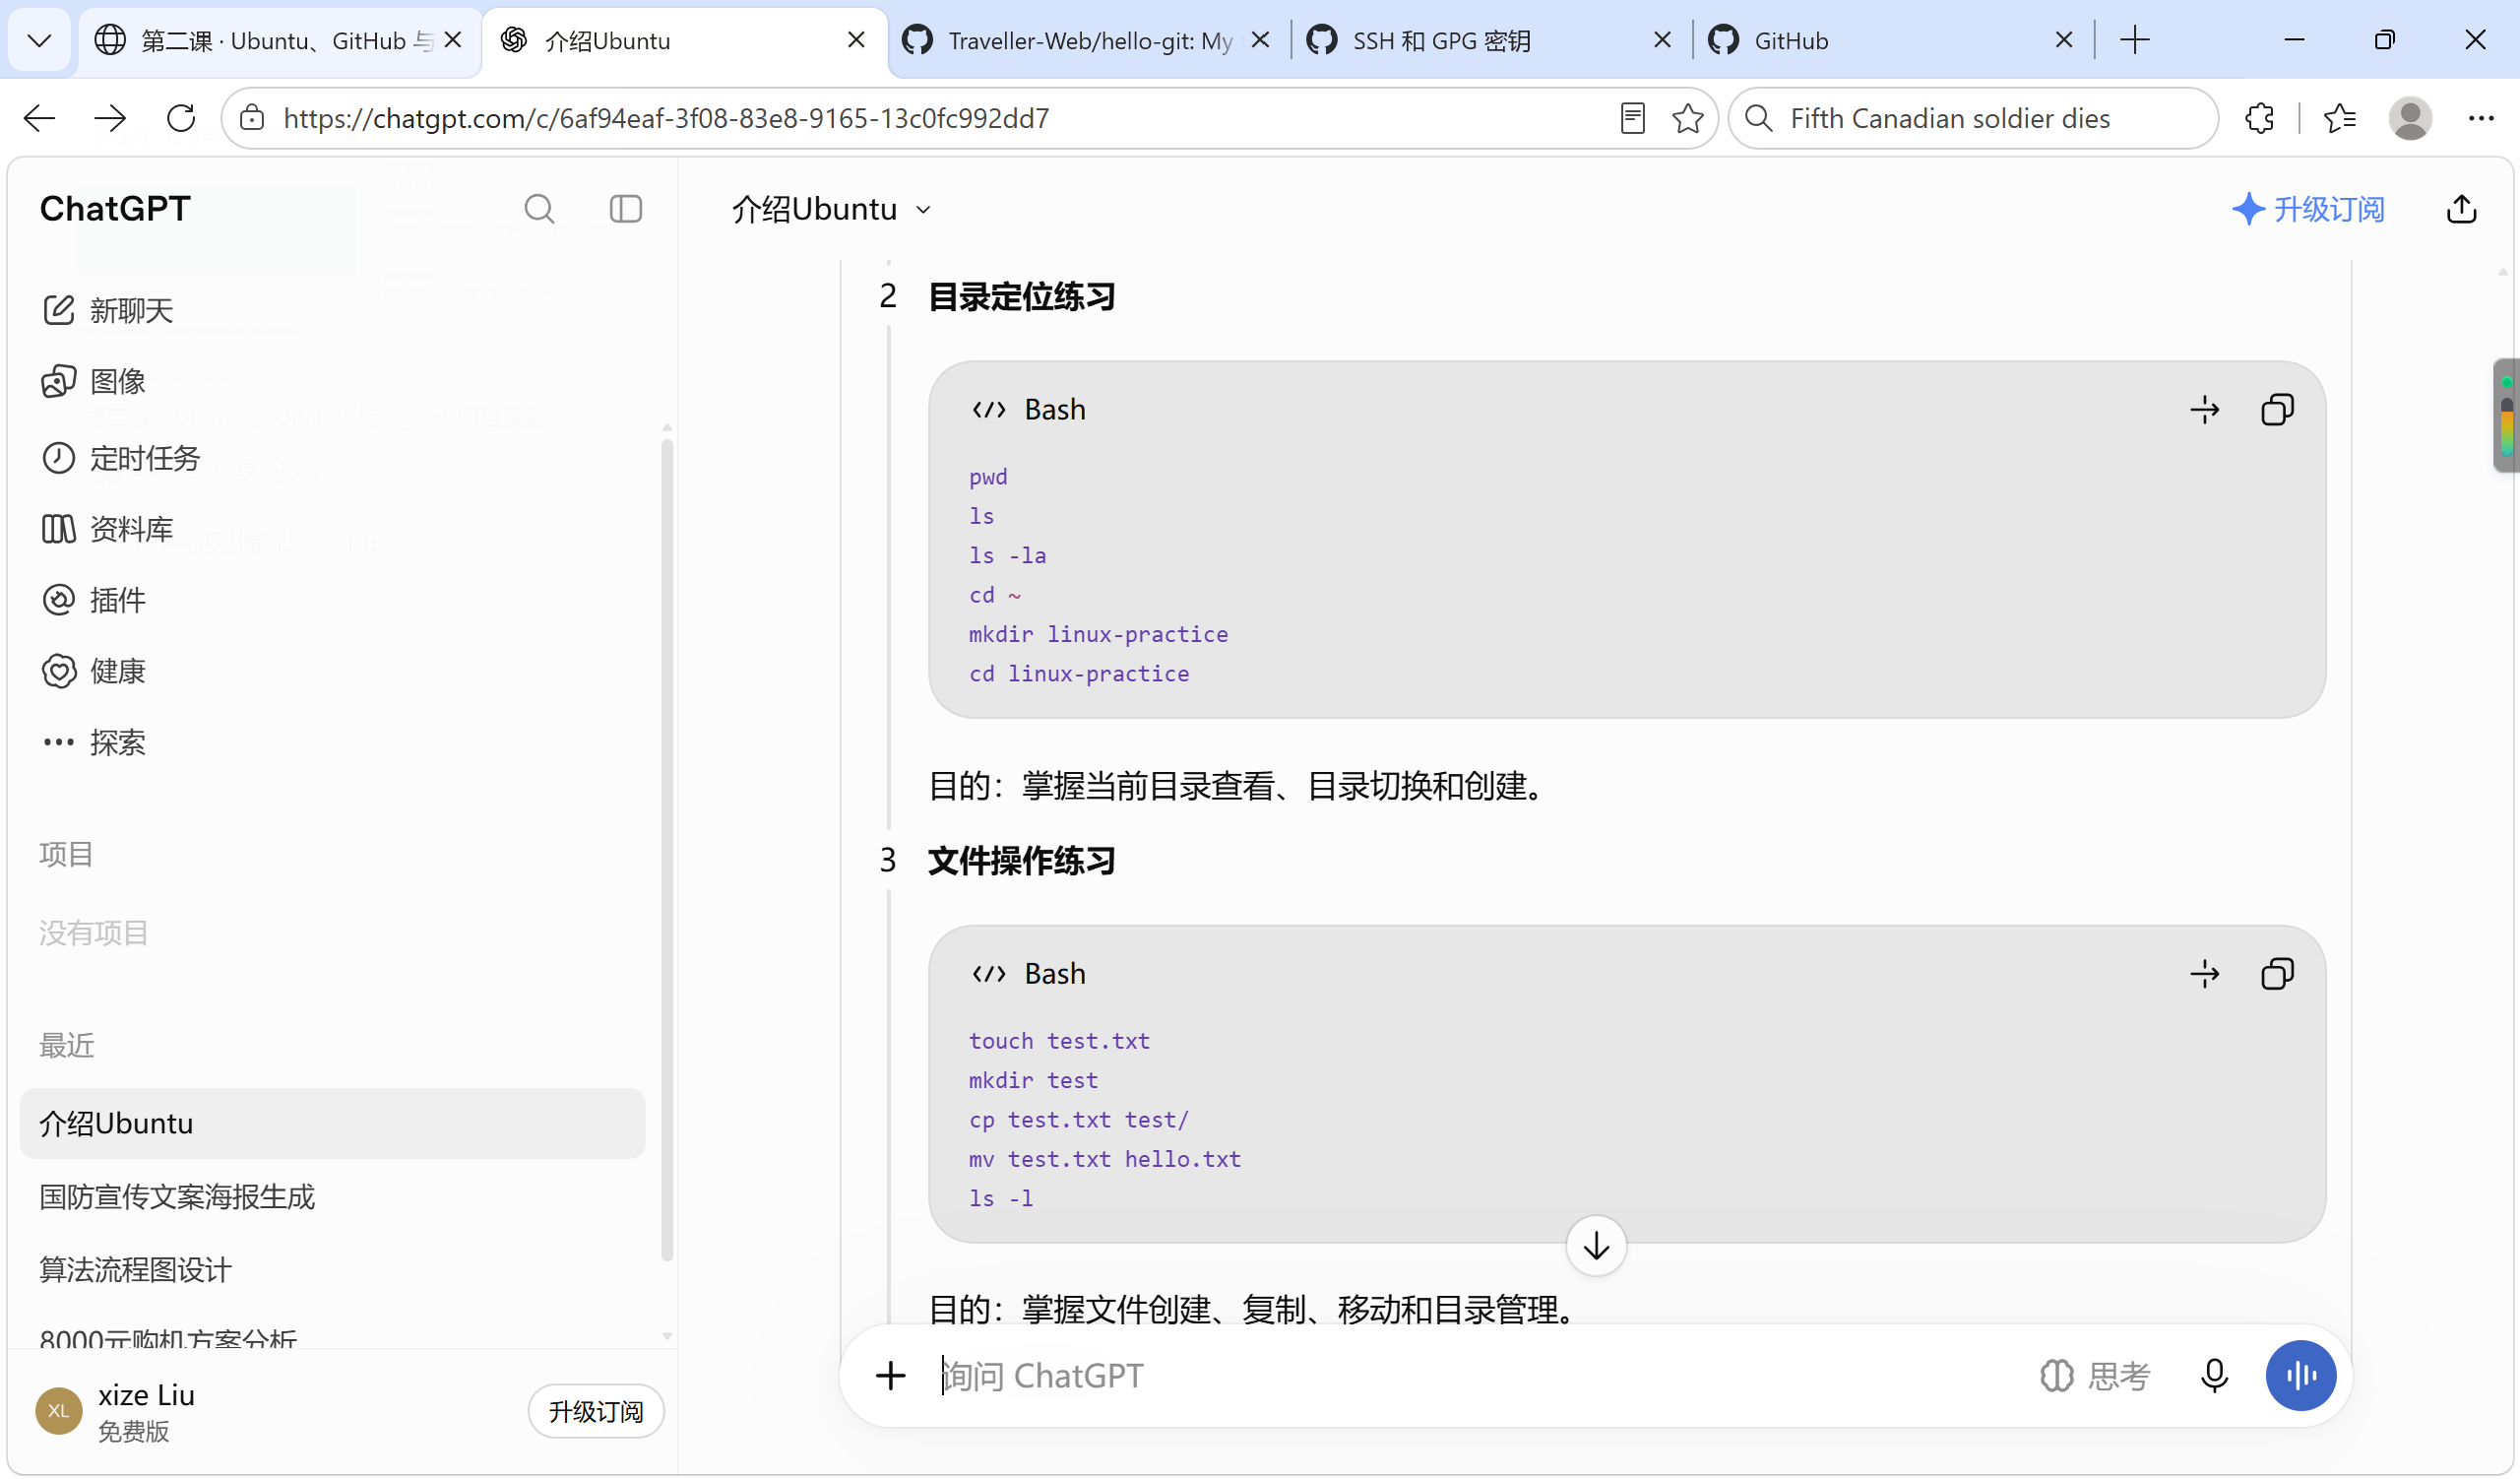 第二课 · Ubuntu、GitHub 与
介绍Ubuntu
Traveller-Web/hello-git: My
SSH 和 GPG 密钥
GitHub
https://chatgpt.com/c/6af94eaf-3f08-83e8-9165-13c0fc992dd7
Fifth Canadian soldier dies
ChatGPT
介绍Ubuntu
升级订阅
新聊天
图像
定时任务
资料库
插件
健康
探索
项目
没有项目
最近
介绍Ubuntu
国防宣传文案海报生成
算法流程图设计
8000元购机方案分析
XL
xize Liu
免费版
升级订阅
2 目录定位练习
Bash
pwd
ls
ls -la
cd ~
mkdir linux-practice
cd linux-practice
目的：掌握当前目录查看、目录切换和创建。
3 文件操作练习
Bash
touch test.txt
mkdir test
cp test.txt test/
mv test.txt hello.txt
ls -l
目的：掌握文件创建、复制、移动和目录管理。
询问 ChatGPT
思考